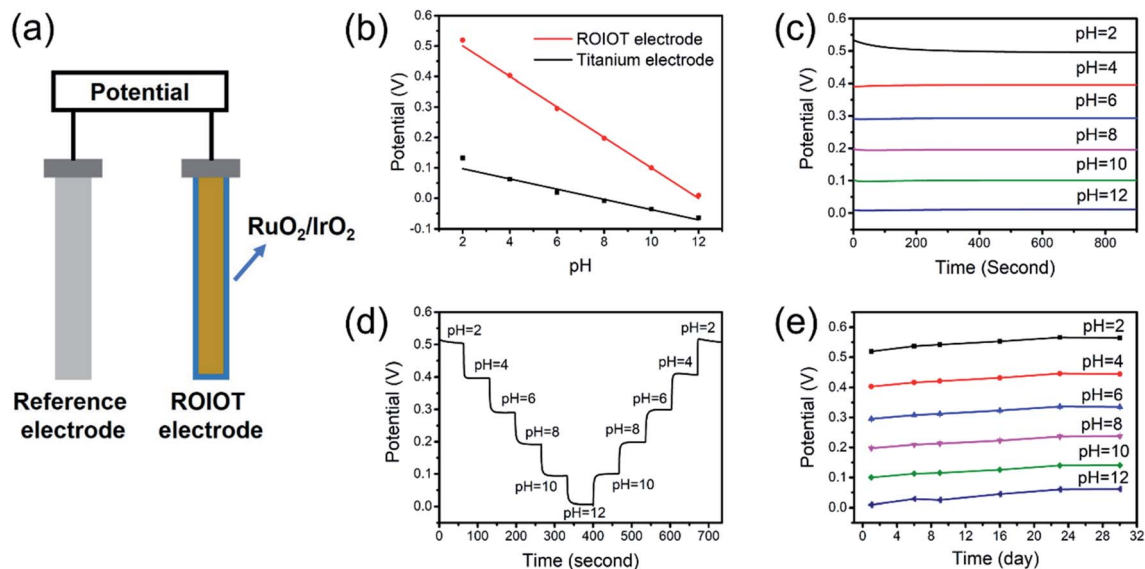 (a)
Potential
RuO₂/IrO₂
Reference
electrode
ROIOT
electrode
(b)
Potential (V)
0.6
0.5
0.4
0.3
0.2
0.1
0.0
-0.1
ROIOT electrode
Titanium electrode
2 4 6 8 10 12
pH
(c)
Potential (V)
0.6
0.5
0.4
0.3
0.2
0.1
0.0
pH=2
pH=4
pH=6
pH=8
pH=10
pH=12
0 200 400 600 800
Time (Second)
(d)
Potential (V)
0.6
0.5
0.4
0.3
0.2
0.1
0.0
pH=2
pH=4
pH=6
pH=8
pH=10
pH=12
pH=10
pH=8
pH=6
pH=4
pH=2
0 100 200 300 400 500 600 700
Time (second)
(e)
Potential (V)
0.6
0.5
0.4
0.3
0.2
0.1
0.0
pH=2
pH=4
pH=6
pH=8
pH=10
pH=12
0 4 8 12 16 20 24 28 32
Time (day)